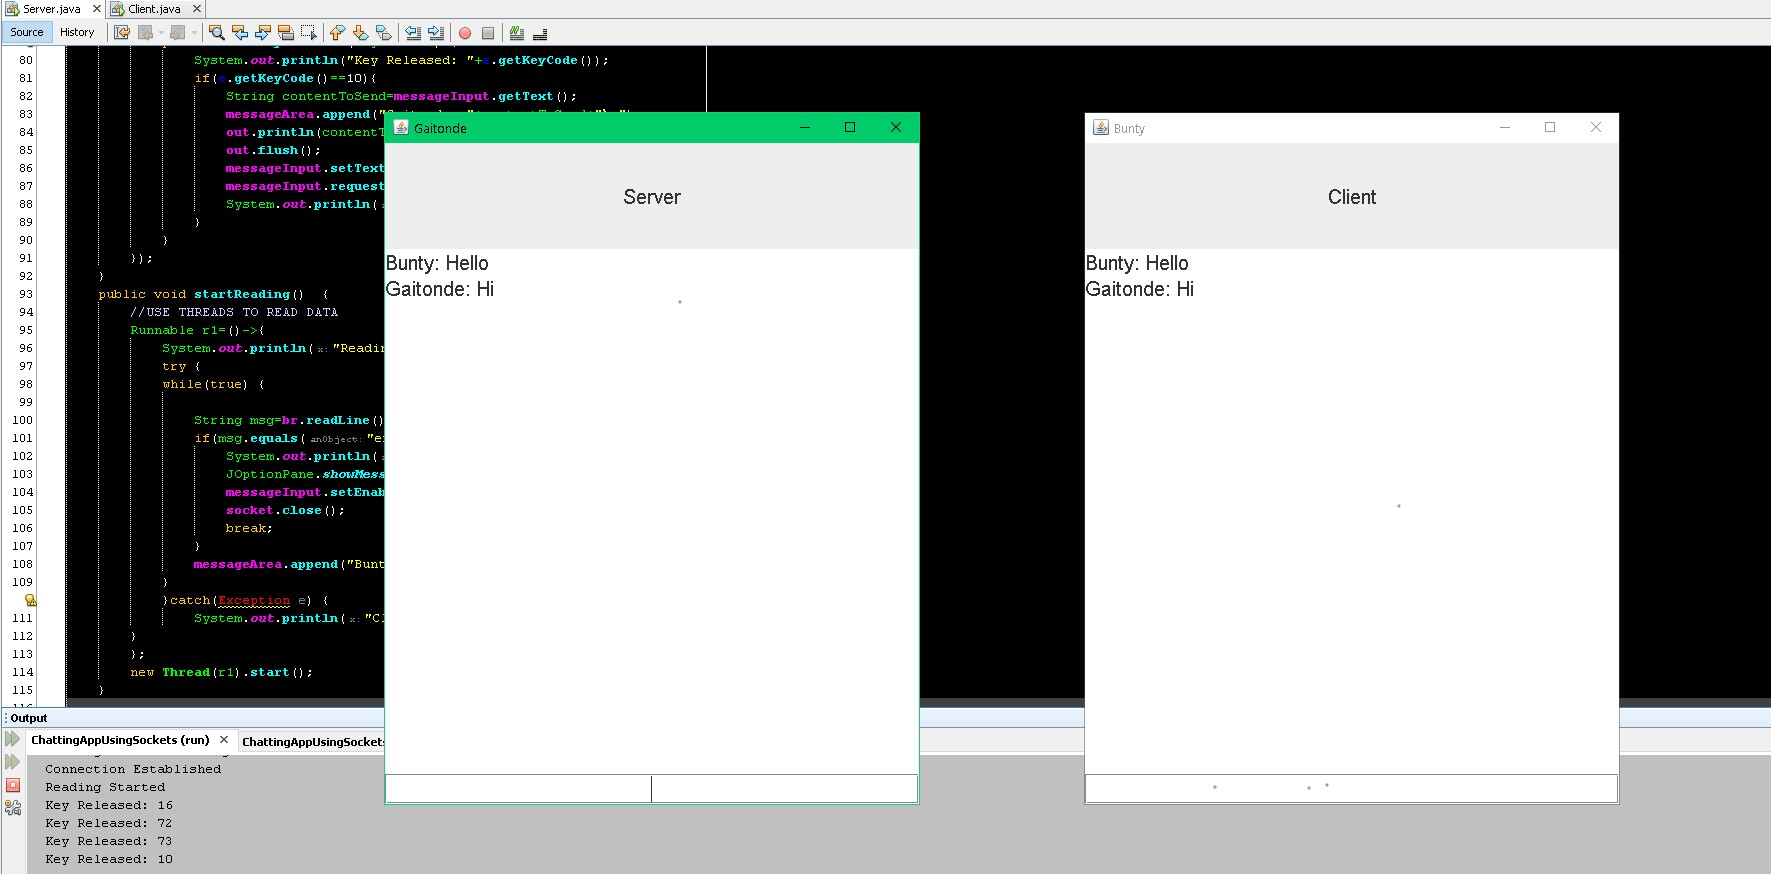 Server.java Client.java
Source History
80 System.out.println("Key Released: "+e.getKeyCode());
81 if(e.getKeyCode()==10){
82 String contentToSend=messageInput.getText();
83 messageArea.append(
84 out.println(
85 out.flush();
86 messageInput.setText
87 messageInput.request
88 System.out.println(
89 }
90 }
91 });
92 }
93 public void startReading() {
94 //USE THREADS TO READ DATA
95 Runnable r1=()->{
96 System.out.println(x:"Readin
97 try {
98 while(true) {
99
100 String msg=br.readLine()
101 if(msg.equals(anObject:"e
102 System.out.println(
103 JOptionPane.showMess
104 messageInput.setEnab
105 socket.close();
106 break;
107 }
108 messageArea.append("Bunt
109 }
}catch(Exception e) {
111 System.out.println(x:"Cl
112 }
113 };
114 new Thread(r1).start();
115 }
Gaitonde
Server
Bunty: Hello
Gaitonde: Hi
Bunty
Client
Bunty: Hello
Gaitonde: Hi
Output
ChattingAppUsingSockets (run) ChattingAppUsingSockets
Connection Established
Reading Started
Key Released: 16
Key Released: 72
Key Released: 73
Key Released: 10